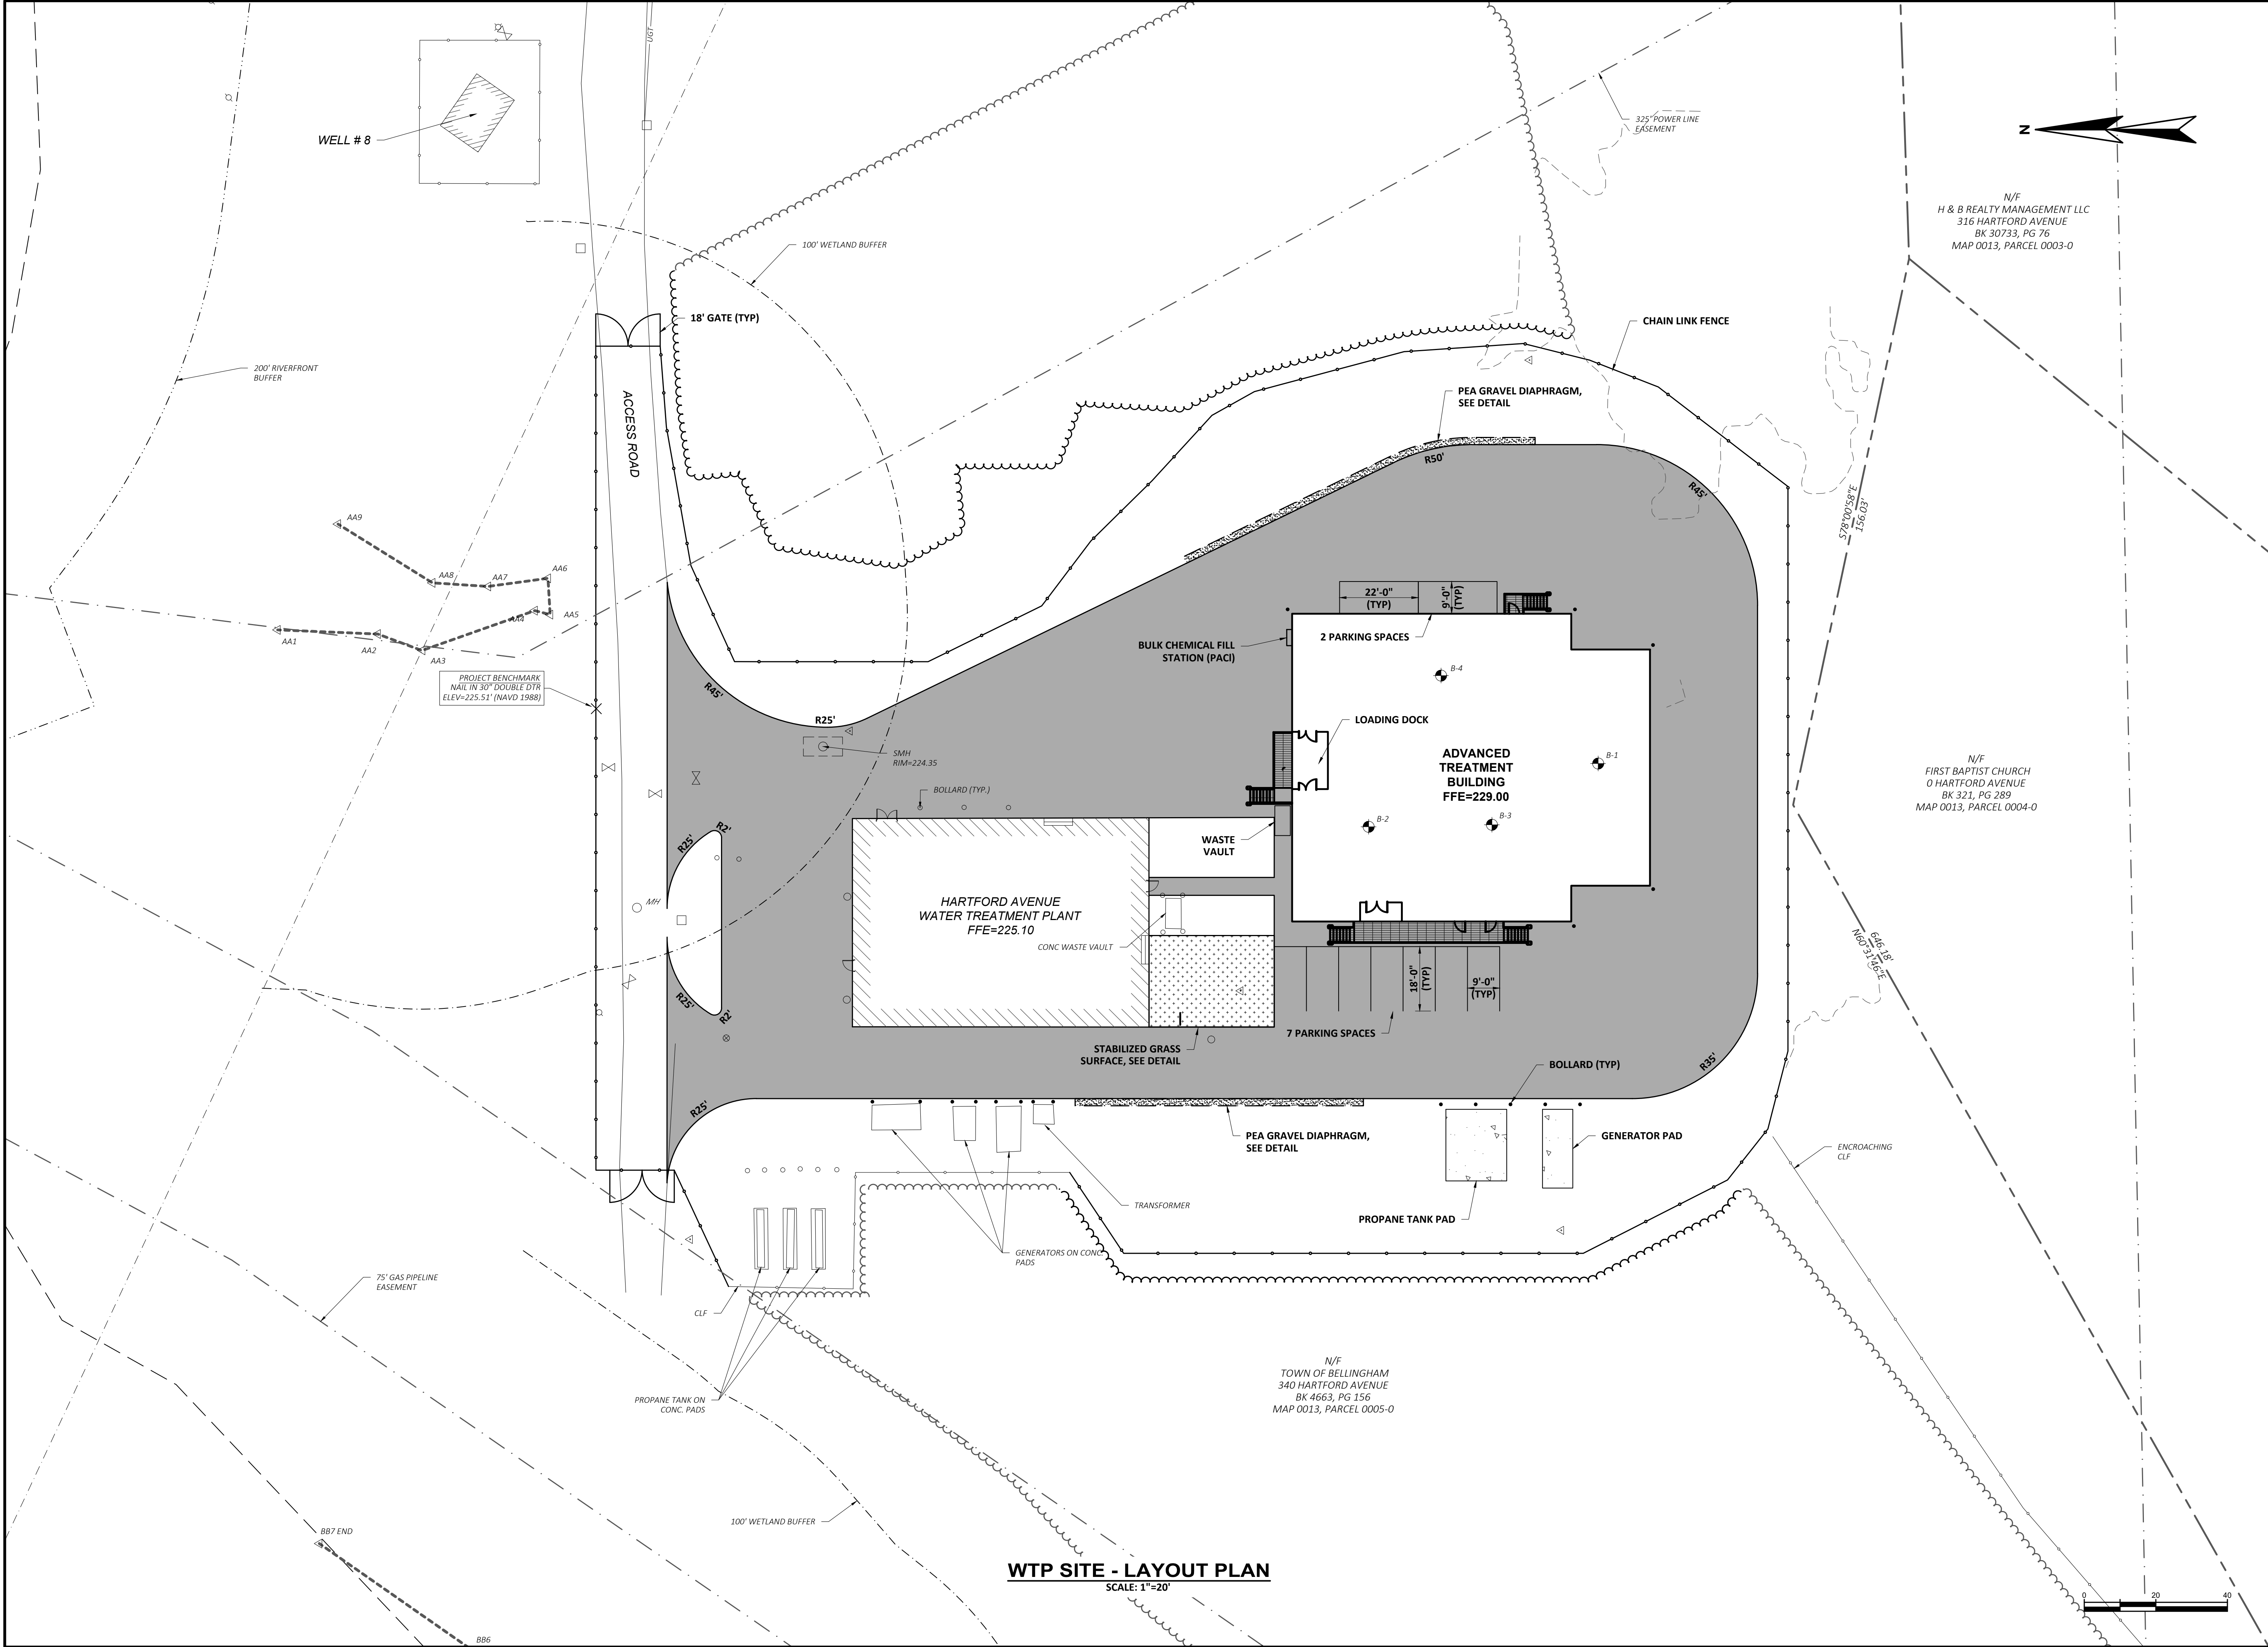 UGT
WELL # 8
325' POWER LINE
EASEMENT
N
N/F
H & B REALTY MANAGEMENT LLC
316 HARTFORD AVENUE
BK 30733, PG 76
MAP 0013, PARCEL 0003-0
100' WETLAND BUFFER
18' GATE (TYP)
CHAIN LINK FENCE
200' RIVERFRONT
BUFFER
ACCESS ROAD
PEA GRAVEL DIAPHRAGM,
SEE DETAIL
R50'
R45'
S78°00'58"E
156.03'
AA9
AA8
AA7
AA6
AA5
AA4
AA1
AA2
AA3
22'-0"
(TYP)
9'-0"
(TYP)
2 PARKING SPACES
BULK CHEMICAL FILL
STATION (PACl)
B-4
PROJECT BENCHMARK
NAIL IN 30" DOUBLE DTR
ELEV=225.51' (NAVD 1988)
R45'
R25'
LOADING DOCK
SMH
RIM=224.35
ADVANCED
TREATMENT
BUILDING
FFE=229.00
B-1
N/F
FIRST BAPTIST CHURCH
0 HARTFORD AVENUE
BK 321, PG 289
MAP 0013, PARCEL 0004-0
BOLLARD (TYP.)
B-2
B-3
R2'
R25'
WASTE
VAULT
MH
HARTFORD AVENUE
WATER TREATMENT PLANT
FFE=225.10
CONC WASTE VAULT
646.18'
N60°31'46"E
18'-0"
(TYP)
9'-0"
(TYP)
R25'
R2'
7 PARKING SPACES
STABILIZED GRASS
SURFACE, SEE DETAIL
BOLLARD (TYP)
R35'
R25'
PEA GRAVEL DIAPHRAGM,
SEE DETAIL
GENERATOR PAD
ENCROACHING
CLF
TRANSFORMER
PROPANE TANK PAD
GENERATORS ON CONC.
PADS
75' GAS PIPELINE
EASEMENT
CLF
PROPANE TANK ON
CONC. PADS
N/F
TOWN OF BELLINGHAM
340 HARTFORD AVENUE
BK 4663, PG 156
MAP 0013, PARCEL 0005-0
100' WETLAND BUFFER
BB7 END
BB6
WTP SITE - LAYOUT PLAN
SCALE: 1"=20'
0 20 40